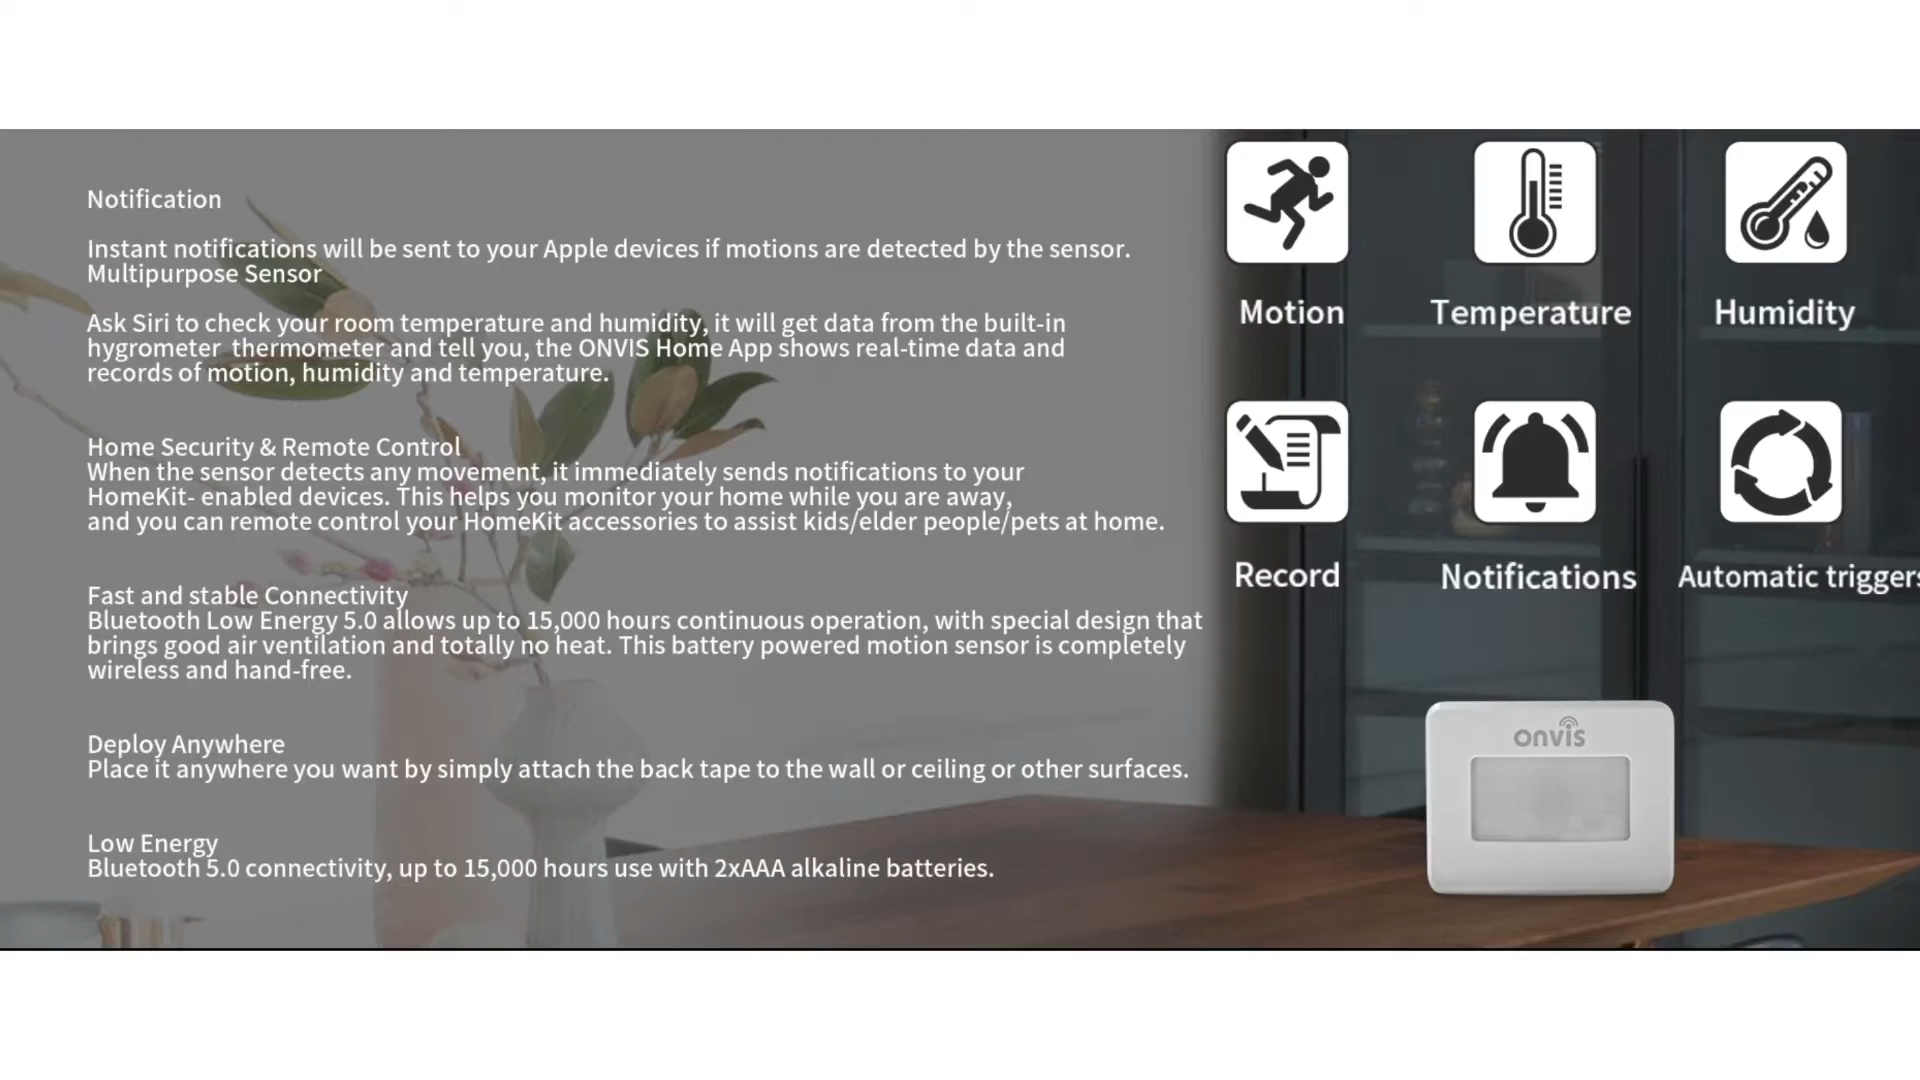 Notification
Instant notifications will be sent to your Apple devices if motions are detected by the sensor.
Multipurpose Sensor
Ask Siri to check your room temperature and humidity, it will get data from the built-in
hygrometer thermometer and tell you, the ONVIS Home App shows real-time data and
records of motion, humidity and temperature.
Home Security & Remote Control
When the sensor detects any movement, it immediately sends notifications to your
HomeKit- enabled devices. This helps you monitor your home while you are away,
and you can remote control your HomeKit accessories to assist kids/elder people/pets at home.
Fast and stable Connectivity
Bluetooth Low Energy 5.0 allows up to 15,000 hours continuous operation, with special design that
brings good air ventilation and totally no heat. This battery powered motion sensor is completely
wireless and hand-free.
Deploy Anywhere
Place it anywhere you want by simply attach the back tape to the wall or ceiling or other surfaces.
Low Energy
Bluetooth 5.0 connectivity, up to 15,000 hours use with 2xAAA alkaline batteries.
Motion
Temperature
Humidity
Record
Notifications
Automatic triggers
onvis